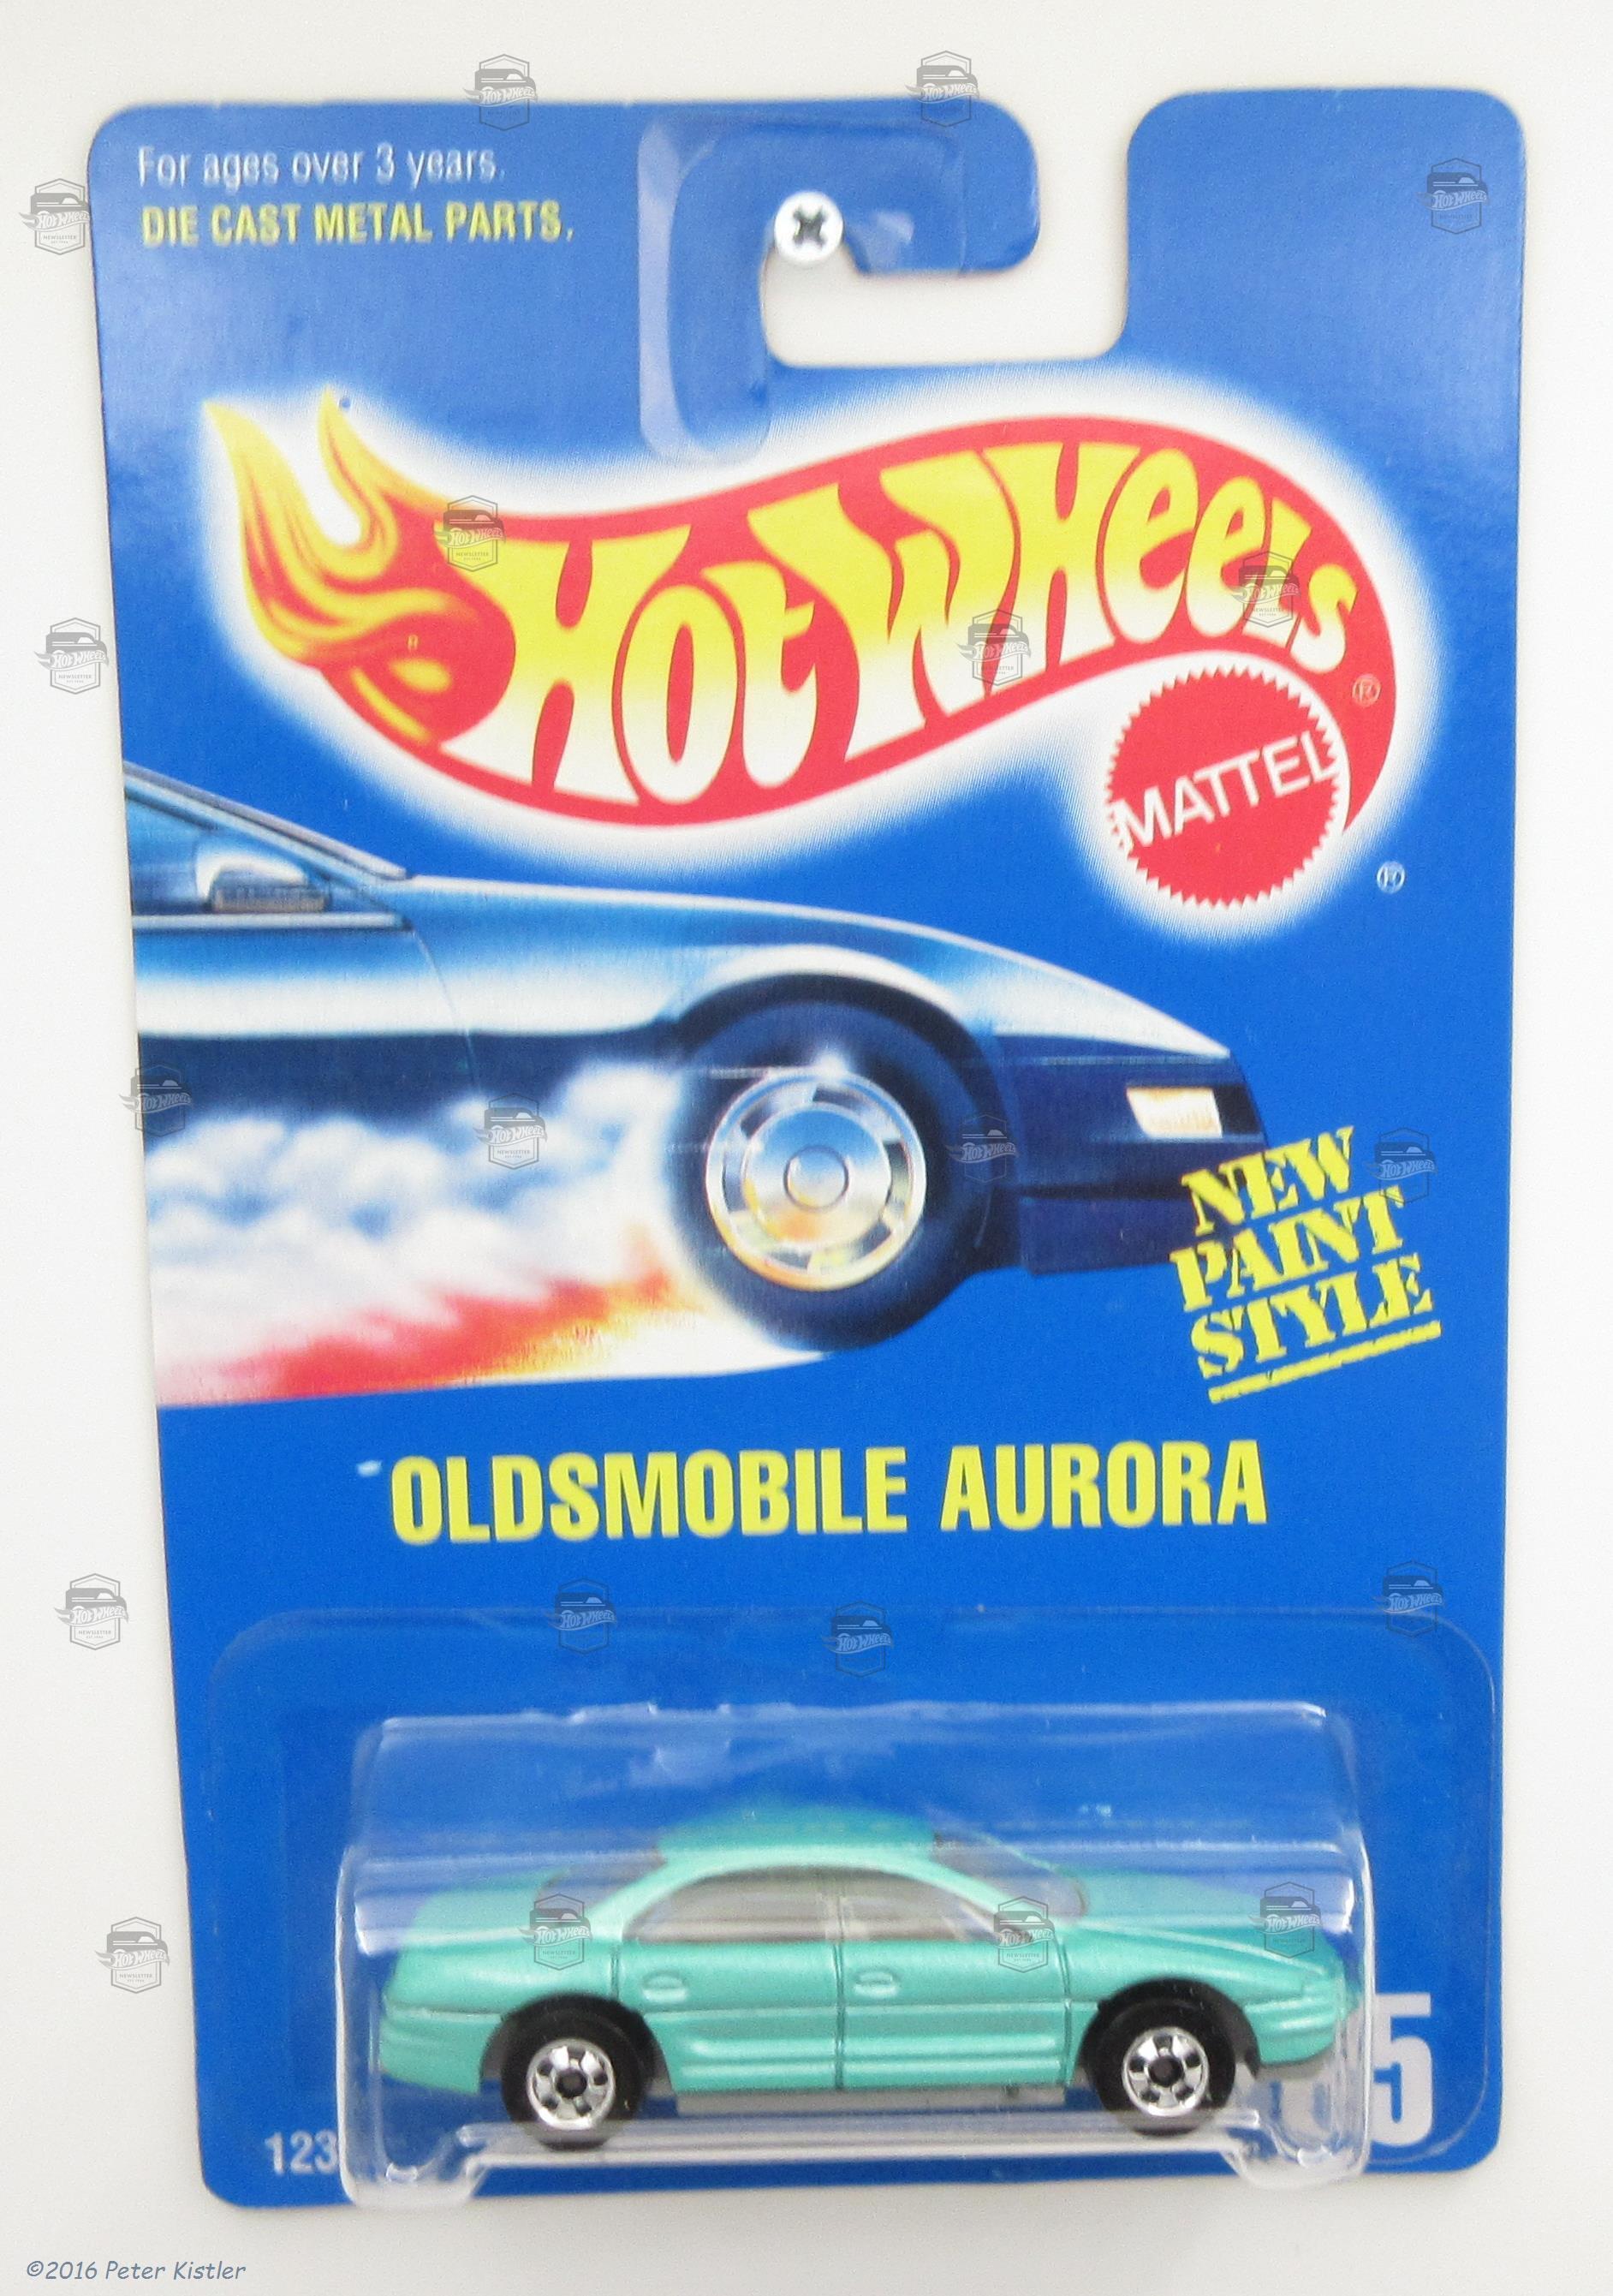 For ages over 3 years.
DIE CAST METAL PARTS.
HOT WHEELS
®
MATTEL
®
NEW
PAINT
STYLE
OLDSMOBILE AURORA
©2016 Peter Kistler